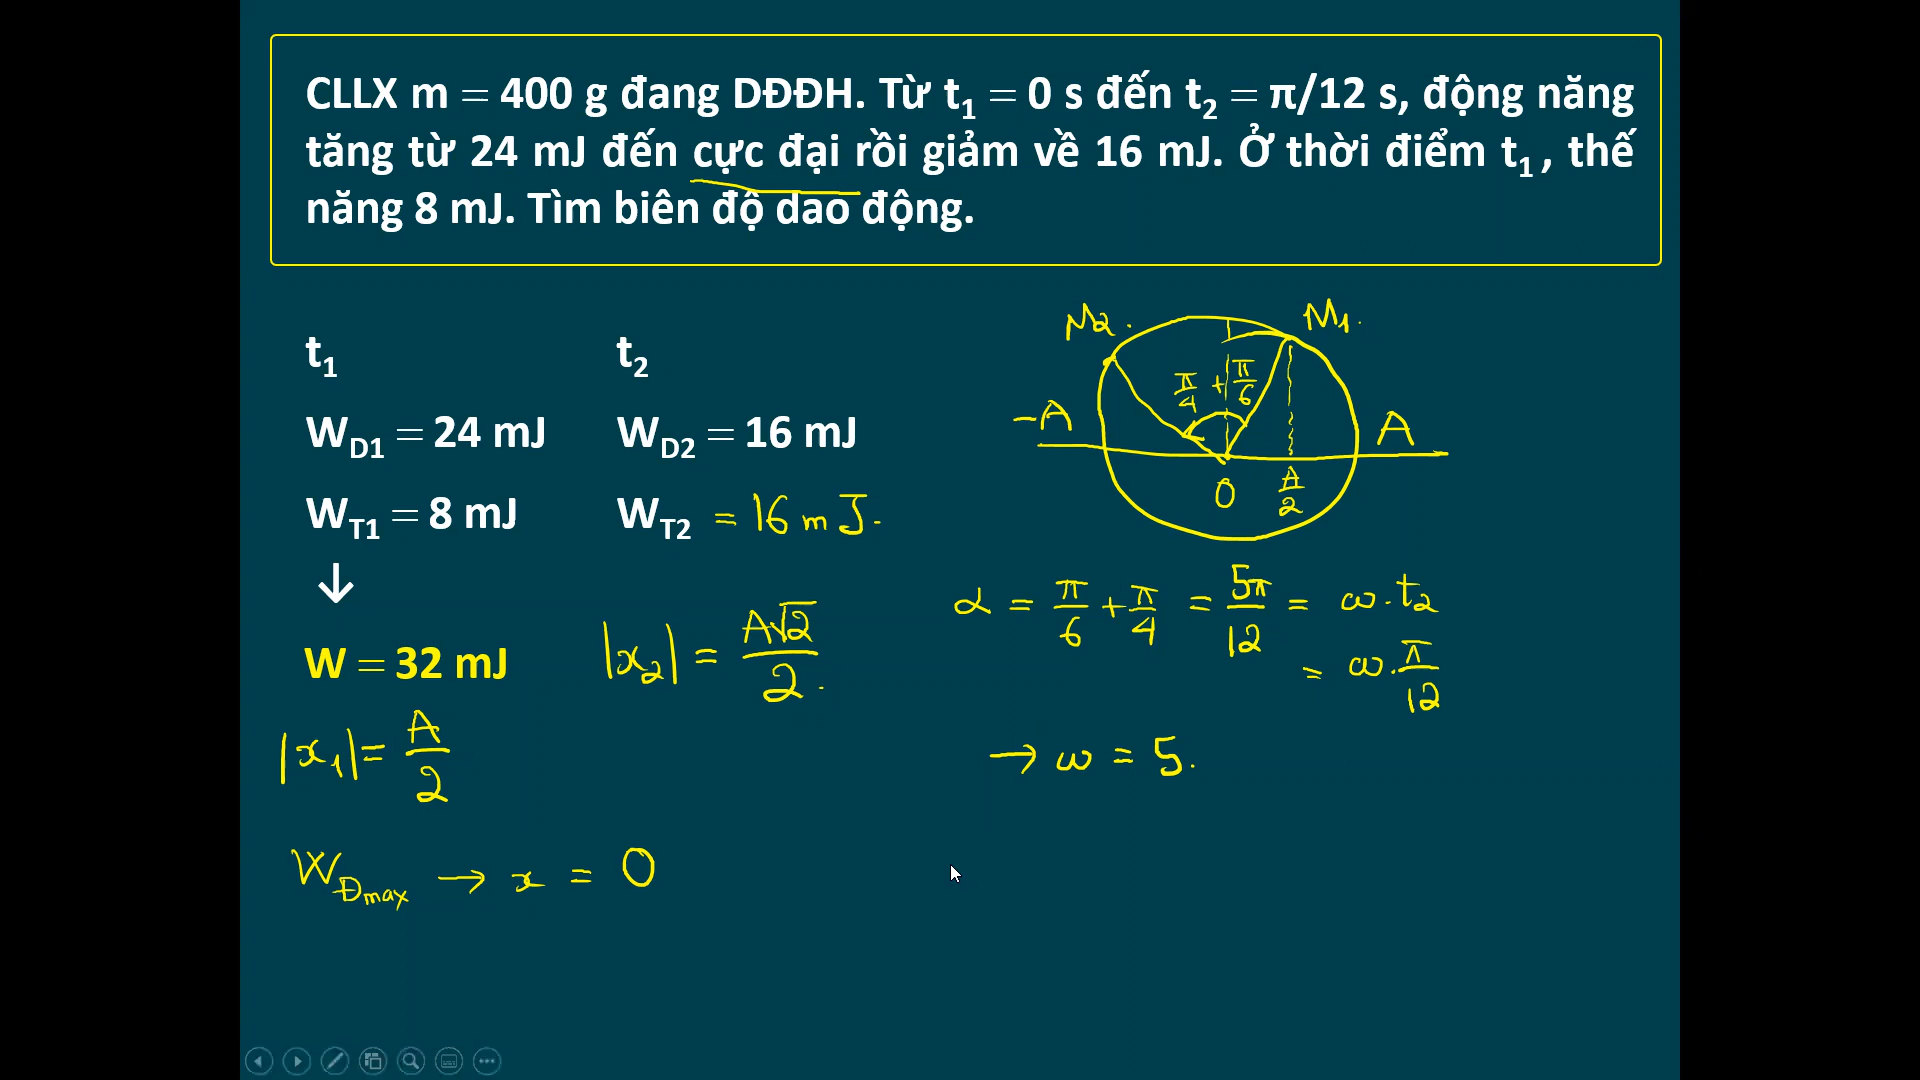 CLLX m = 400 g đang DĐĐH. Từ t₁ = 0 s đến t₂ = π/12 s, động năng
tăng từ 24 mJ đến cực đại rồi giảm về 16 mJ. Ở thời điểm t₁, thế
năng 8 mJ. Tìm biên độ dao động.
t₁ t₂
W_D1 = 24 mJ W_D2 = 16 mJ
W_T1 = 8 mJ W_T2 = 16 mJ.
↓
W = 32 mJ
|x₂| = A√2/2.
|x₁| = A/2
W_Đmax → x = 0
M₂. M₁.
π/4 + π/6
-A A
O A/2
α = π/6 + π/4 = 5π/12 = ω.t₂
= ω.π/12
→ ω = 5.